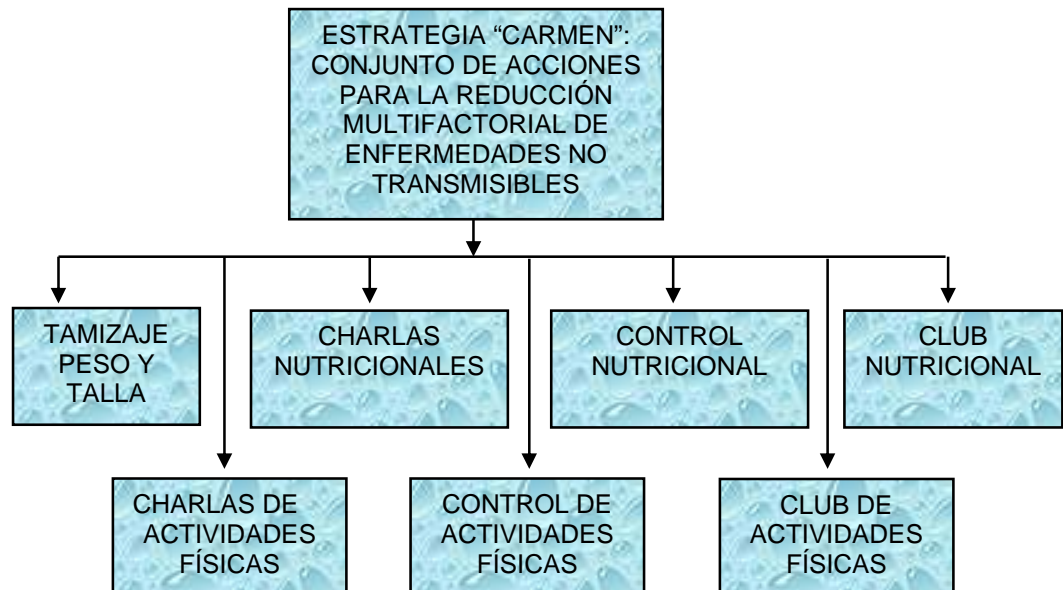 ESTRATEGIA “CARMEN”:
CONJUNTO DE ACCIONES
PARA LA REDUCCIÓN
MULTIFACTORIAL DE
ENFERMEDADES NO
TRANSMISIBLES
TAMIZAJE
PESO Y
TALLA
CHARLAS
NUTRICIONALES
CONTROL
NUTRICIONAL
CLUB
NUTRICIONAL
CHARLAS DE
ACTIVIDADES
FÍSICAS
CONTROL DE
ACTIVIDADES
FÍSICAS
CLUB DE
ACTIVIDADES
FÍSICAS